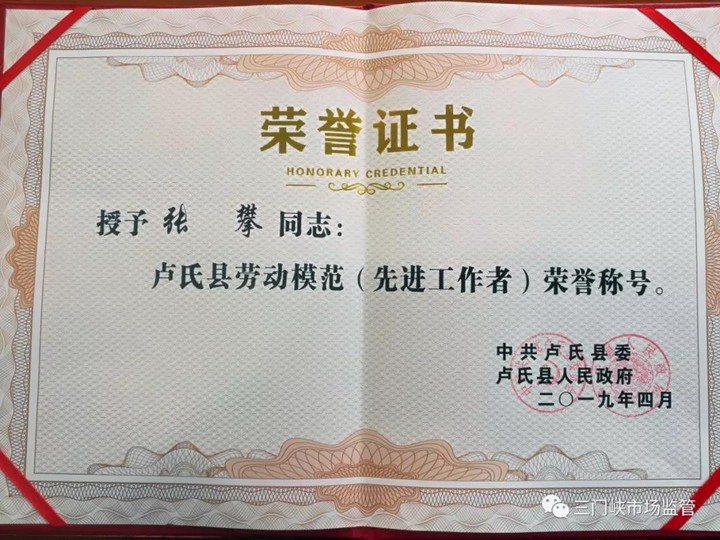 荣誉证书
HONORARY CREDENTIAL
授予 张 攀 同志：
卢氏县劳动模范（先进工作者）荣誉称号。
中共卢氏县委
卢氏县人民政府
二〇一九年四月
三门峡市场监管